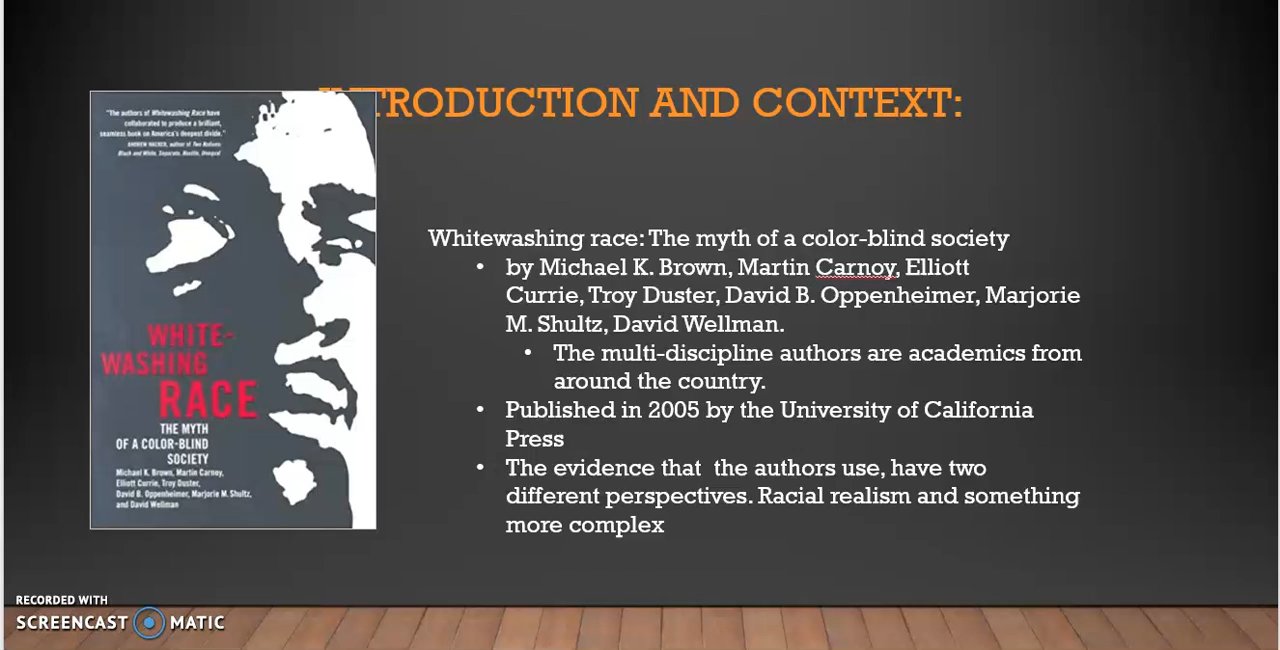 INTRODUCTION AND CONTEXT:
"The authors of Whitewashing Race have
collaborated to produce a brilliant,
seamless book on America's deepest divide."
ANDREW HACKER, author of Two Nations
Black and White, Separate, Hostile, Unequal
WHITE-
WASHING
RACE
THE MYTH
OF A COLOR-BLIND
SOCIETY
Michael K. Brown, Martin Carnoy,
Elliott Currie, Troy Duster,
David B. Oppenheimer, Marjorie M. Shultz,
and David Wellman
Whitewashing race: The myth of a color-blind society
• by Michael K. Brown, Martin Carnoy, Elliott
Currie, Troy Duster, David B. Oppenheimer, Marjorie
M. Shultz, David Wellman.
• The multi-discipline authors are academics from
around the country.
• Published in 2005 by the University of California
Press
• The evidence that  the authors use, have two
different perspectives. Racial realism and something
more complex
RECORDED WITH
SCREENCAST MATIC